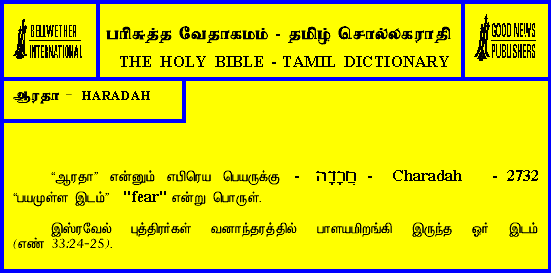 BELLWETHER
INTERNATIONAL
பரிசுத்த வேதாகமம் - தமிழ் சொல்லகராதி
THE HOLY BIBLE - TAMIL DICTIONARY
GOOD NEWS
PUBLISHERS
ஆரதா - HARADAH
“ஆரதா” என்னும் எபிரெய பெயருக்கு - חֲרָדָה - Charadah - 2732
“பயமுள்ள இடம்” "fear" என்று பொருள்.
இஸ்ரவேல் புத்திரர்கள் வனாந்தரத்தில் பாளயமிறங்கி இருந்த ஓர் இடம்
(எண் 33:24-25).